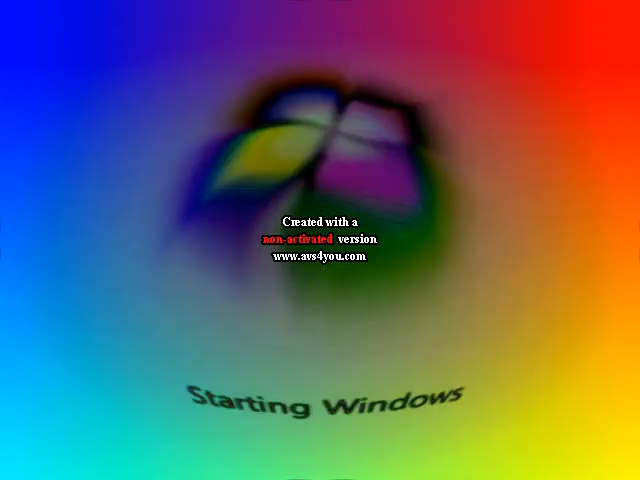 Created with a
non-activated version
www.avs4you.com
Starting Windows